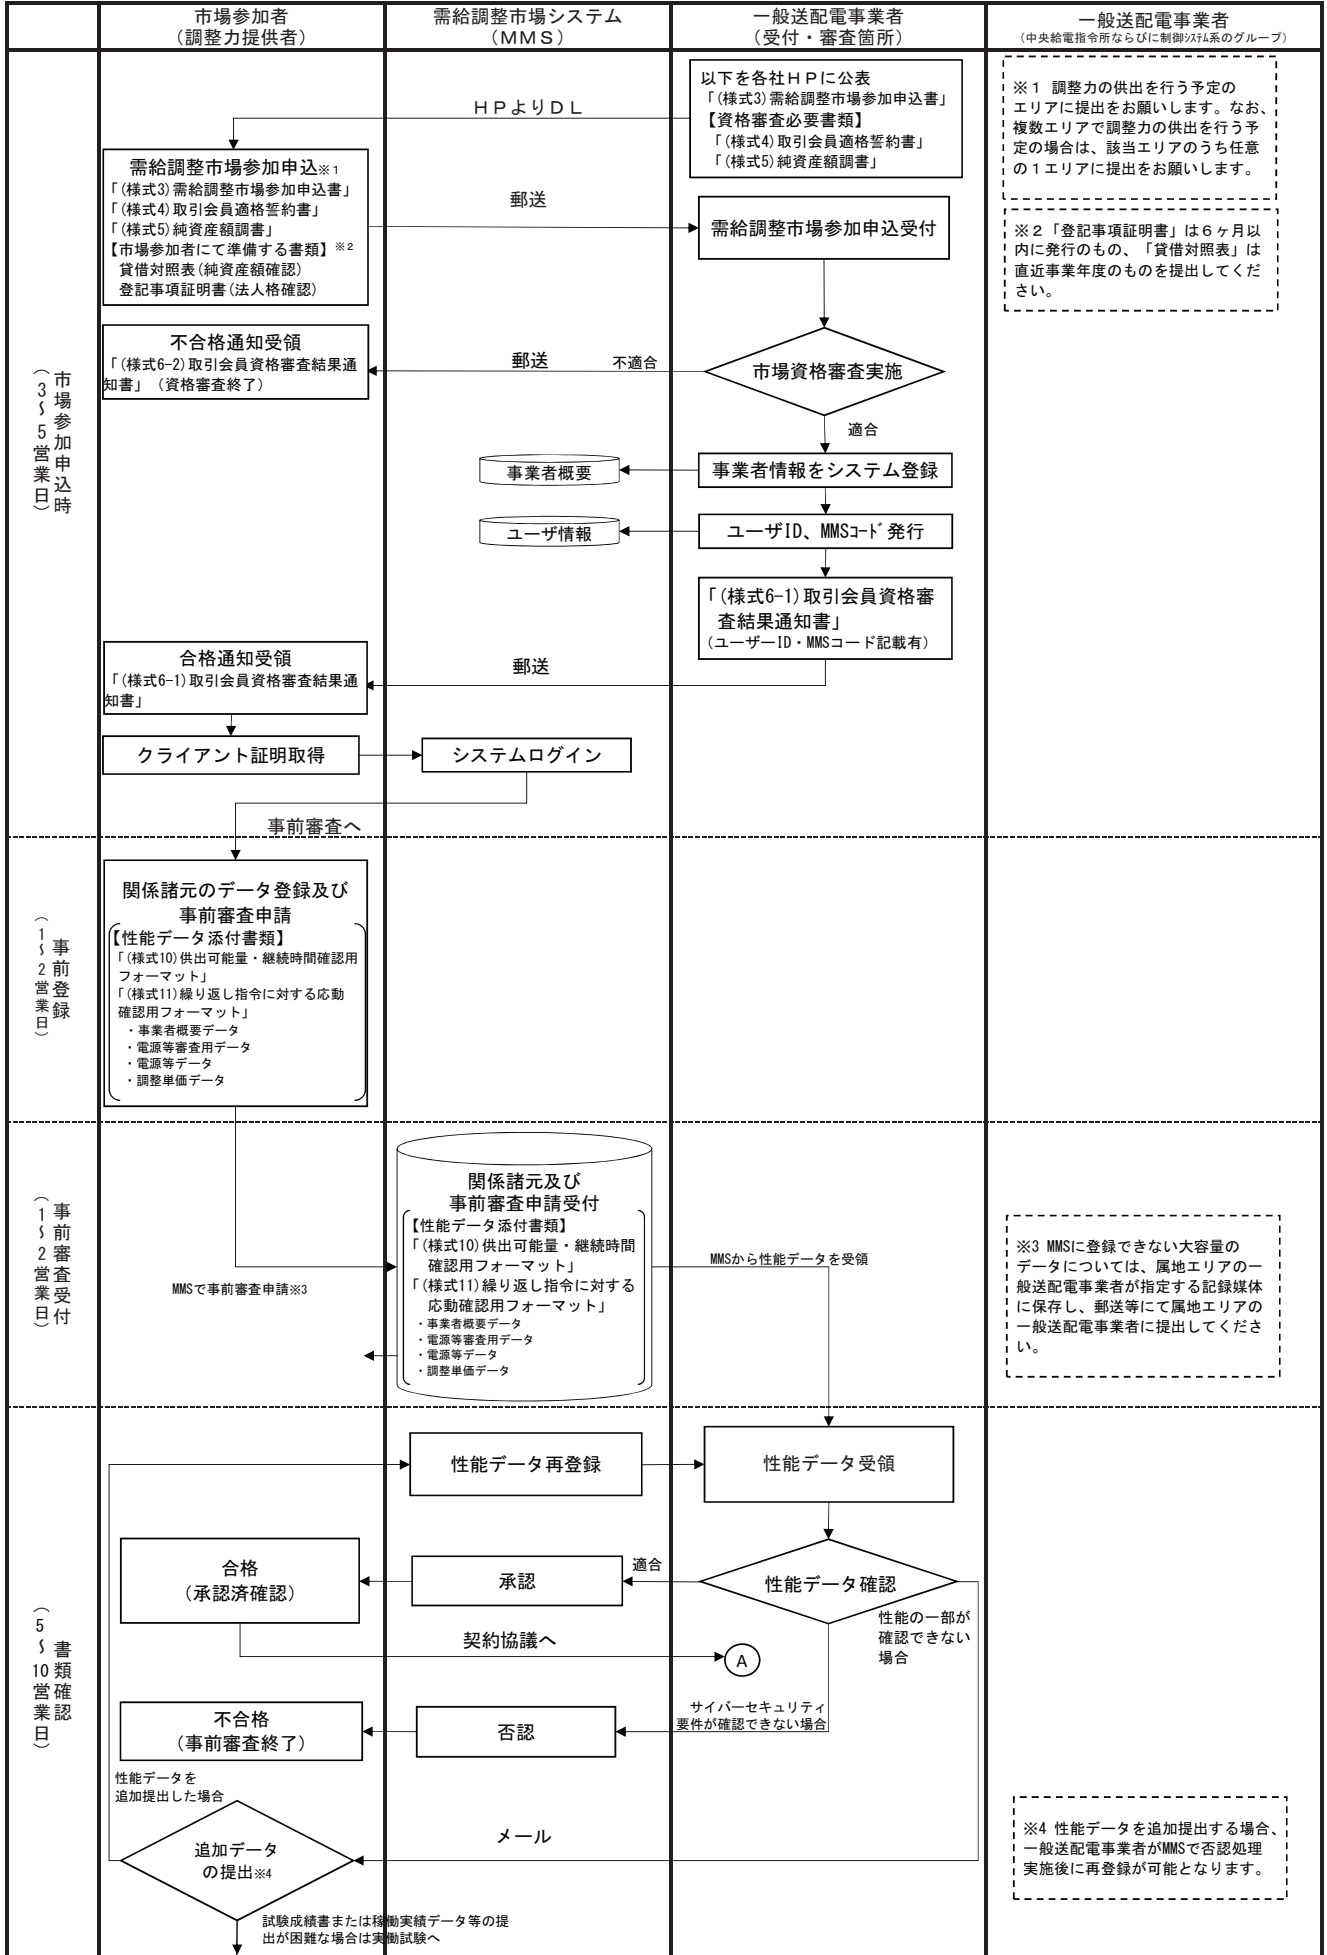 市場参加者
（調整力提供者）
需給調整市場システム
（ＭＭＳ）
一般送配電事業者
（受付・審査箇所）
一般送配電事業者
（中央給電指令所ならびに制御ｼｽﾃﾑ系のグループ）
市場参加申込時
（３～５営業日）
以下を各社ＨＰに公表
「(様式3)需給調整市場参加申込書」
【資格審査必要書類】
「(様式4)取引会員適格誓約書」
「(様式5)純資産額調書」
ＨＰよりＤＬ
※１ 調整力の供出を行う予定の
エリアに提出をお願いします。なお、
複数エリアで調整力の供出を行う予
定の場合は、該当エリアのうち任意
の１エリアに提出をお願いします。
需給調整市場参加申込※1
「(様式3)需給調整市場参加申込書」
「(様式4)取引会員適格誓約書」
「(様式5)純資産額調書」
【市場参加者にて準備する書類】※2
貸借対照表(純資産額確認)
登記事項証明書(法人格確認)
郵送
需給調整市場参加申込受付
※２「登記事項証明書」は６ヶ月以
内に発行のもの、「貸借対照表」は
直近事業年度のものを提出してくだ
さい。
不合格通知受領
「(様式6-2)取引会員資格審査結果通
知書」（資格審査終了）
郵送
不適合
市場資格審査実施
適合
事業者概要
事業者情報をシステム登録
ユーザ情報
ユーザID、MMSｺｰﾄﾞ発行
「(様式6-1)取引会員資格審
査結果通知書」
（ユーザーID・MMSコード記載有）
合格通知受領
「(様式6-1)取引会員資格審査結果通
知書」
郵送
クライアント証明取得
システムログイン
事前審査へ
事前登録
（１～２営業日）
関係諸元のデータ登録及び
事前審査申請
【性能データ添付書類】
「(様式10)供出可能量・継続時間確認用
フォーマット」
「(様式11)繰り返し指令に対する応動
確認用フォーマット」
・事業者概要データ
・電源等審査用データ
・電源等データ
・調整単価データ
事前審査受付
（１～２営業日）
MMSで事前審査申請※3
関係諸元及び
事前審査申請受付
【性能データ添付書類】
「(様式10)供出可能量・継続時間
確認用フォーマット」
「(様式11)繰り返し指令に対する
応動確認用フォーマット」
・事業者概要データ
・電源等審査用データ
・電源等データ
・調整単価データ
MMSから性能データを受領
※3 MMSに登録できない大容量の
データについては、属地エリアの一
般送配電事業者が指定する記録媒体
に保存し、郵送等にて属地エリアの
一般送配電事業者に提出してくださ
い。
書類確認
（５～10営業日）
性能データ再登録
性能データ受領
合格
（承認済確認）
承認
適合
性能データ確認
性能の一部が
確認できない
場合
契約協議へ
A
サイバーセキュリティ
要件が確認できない場合
不合格
（事前審査終了）
否認
性能データを
追加提出した場合
追加データ
の提出※4
メール
※4 性能データを追加提出する場合、
一般送配電事業者がMMSで否認処理
実施後に再登録が可能となります。
試験成績書または稼働実績データ等の提
出が困難な場合は実働試験へ